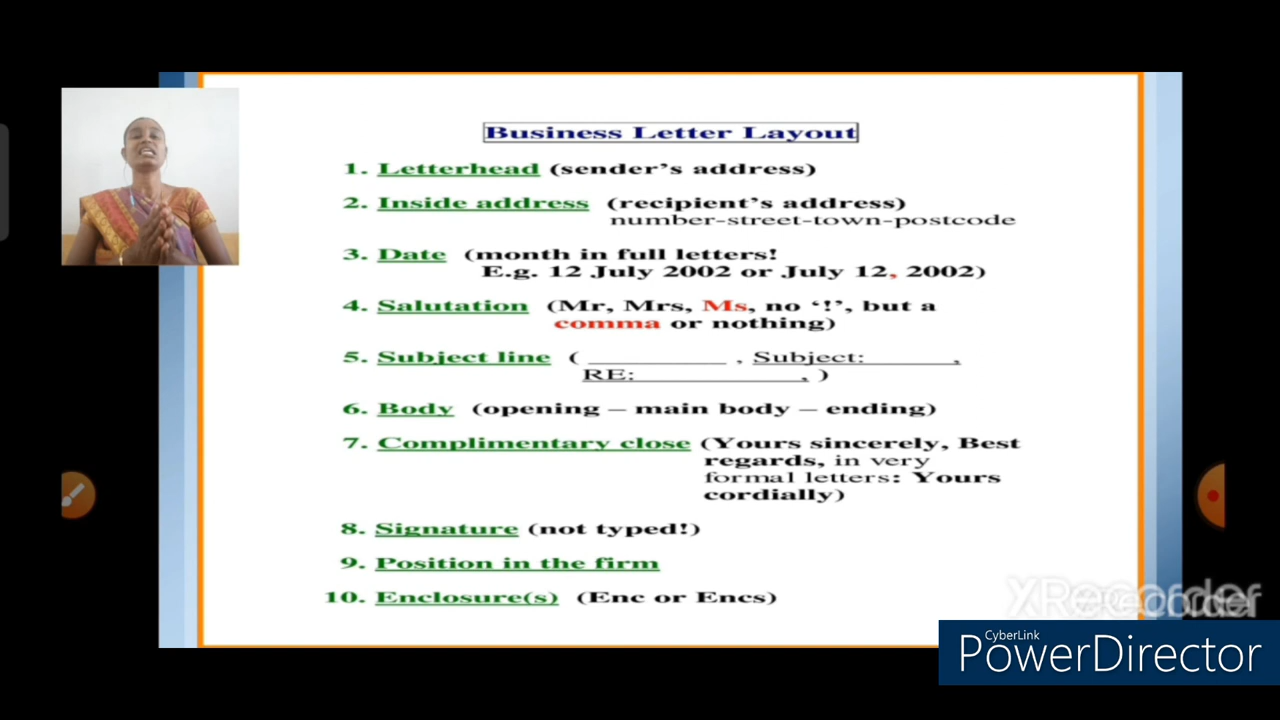 Business Letter Layout
1. Letterhead (sender's address)
2. Inside address (recipient's address)
number-street-town-postcode
3. Date (month in full letters!
E.g. 12 July 2002 or July 12, 2002)
4. Salutation (Mr, Mrs, Ms, no ‘!’, but a
comma or nothing)
5. Subject line ( __________ , Subject:_______,
RE:____________, )
6. Body (opening – main body – ending)
7. Complimentary close (Yours sincerely, Best
regards, in very
formal letters: Yours
cordially)
8. Signature (not typed!)
9. Position in the firm
10. Enclosure(s) (Enc or Encs)
XRecorder
CyberLink
PowerDirector